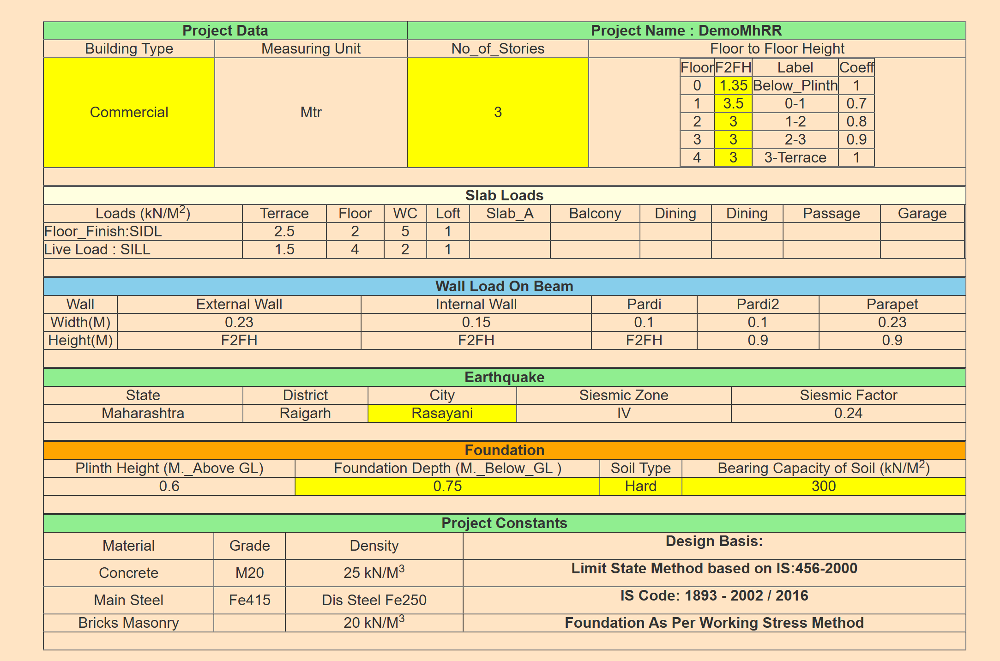 Project Data Project Name : DemoMhRR
Building Type Measuring Unit No_of_Stories Floor to Floor Height
Commercial Mtr 3
Floor F2FH Label Coeff
0 1.35 Below_Plinth 1
1 3.5 0-1 0.7
2 3 1-2 0.8
3 3 2-3 0.9
4 3 3-Terrace 1
Slab Loads
Loads (kN/M²) Terrace Floor WC Loft Slab_A Balcony Dining Dining Passage Garage
Floor_Finish:SIDL 2.5 2 5 1
Live Load : SILL 1.5 4 2 1
Wall Load On Beam
Wall External Wall Internal Wall Pardi Pardi2 Parapet
Width(M) 0.23 0.15 0.1 0.1 0.23
Height(M) F2FH F2FH F2FH 0.9 0.9
Earthquake
State District City Siesmic Zone Siesmic Factor
Maharashtra Raigarh Rasayani IV 0.24
Foundation
Plinth Height (M._Above GL) Foundation Depth (M._Below_GL ) Soil Type Bearing Capacity of Soil (kN/M²)
0.6 0.75 Hard 300
Project Constants
Material Grade Density Design Basis:
Concrete M20 25 kN/M³ Limit State Method based on IS:456-2000
Main Steel Fe415 Dis Steel Fe250 IS Code: 1893 - 2002 / 2016
Bricks Masonry 20 kN/M³ Foundation As Per Working Stress Method